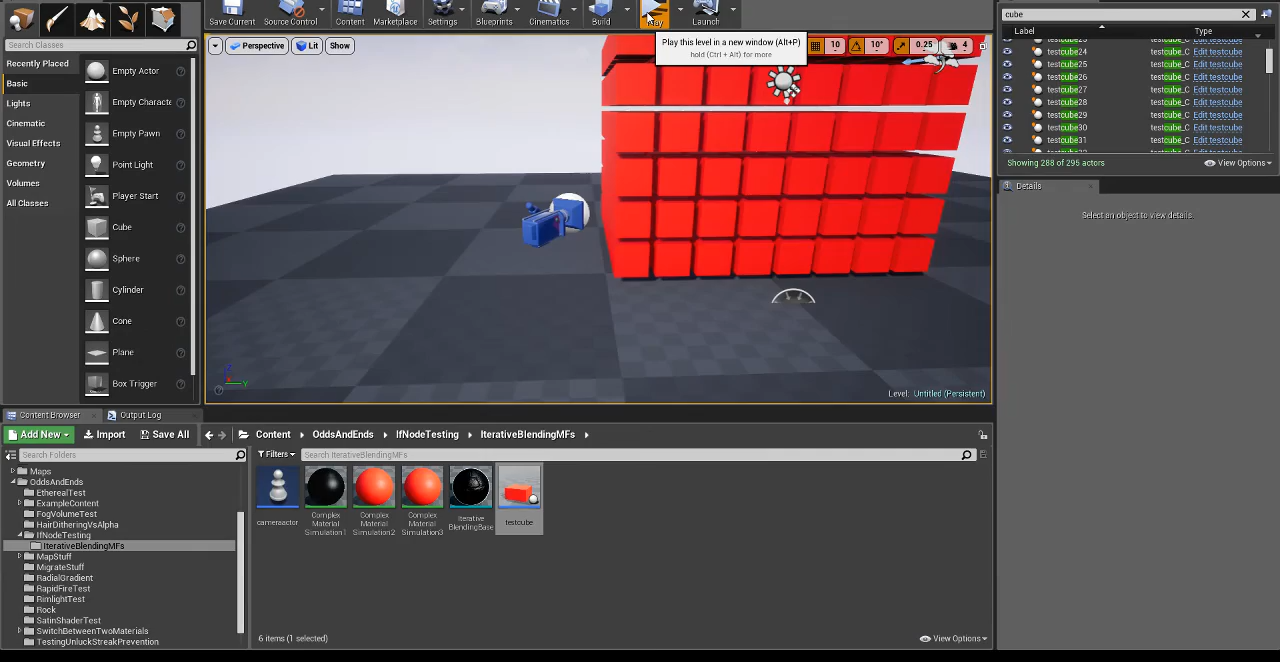 Save Current
Source Control
Content
Marketplace
Settings
Blueprints
Cinematics
Build
Play
Launch
Play this level in a new window (Alt+P)
hold (Ctrl + Alt) for more
Search Classes
Recently Placed
Basic
Lights
Cinematic
Visual Effects
Geometry
Volumes
All Classes
Empty Actor
Empty Characte
Empty Pawn
Point Light
Player Start
Cube
Sphere
Cylinder
Cone
Plane
Box Trigger
Perspective
Lit
Show
10
10°
0.25
4
Level: Untitled (Persistent)
cube
Label Type
testcube24 testcube_C Edit testcube
testcube25 testcube_C Edit testcube
testcube26 testcube_C Edit testcube
testcube27 testcube_C Edit testcube
testcube28 testcube_C Edit testcube
testcube29 testcube_C Edit testcube
testcube30 testcube_C Edit testcube
testcube31 testcube_C Edit testcube
Showing 288 of 295 actors
View Options
Details
Select an object to view details
Content Browser
Output Log
Add New
Import
Save All
Content
OddsAndEnds
IfNodeTesting
IterativeBlendingMFs
Search Folders
Filters
Search IterativeBlendingMFs
Maps
OddsAndEnds
EtherealTest
ExampleContent
FogVolumeTest
HairDitheringVsAlpha
IfNodeTesting
IterativeBlendingMFs
MapStuff
MigrateStuff
RadialGradient
RapidFireTest
RimlightTest
Rock
SatinShaderTest
SwitchBetweenTwoMaterials
TestingUnluckStreakPrevention
cameraactor
Complex
Material
Simulation1
Complex
Material
Simulation2
Complex
Material
Simulation3
Iterative
BlendingBase
testcube
6 items (1 selected)
View Options